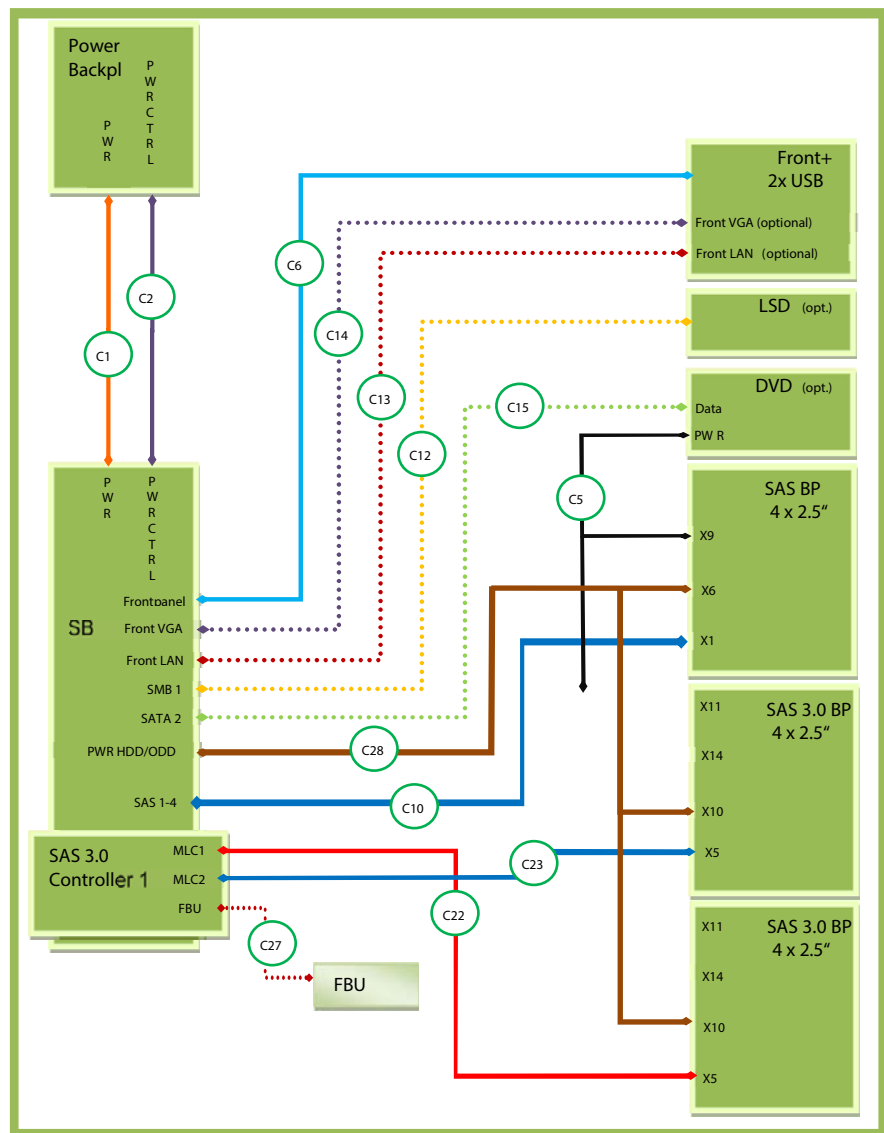 Power
Backpl
PWR
PWRCTRL
Front+
2x USB
Front VGA (optional)
Front LAN (optional)
C6
C2
C14
C1
LSD (opt.)
C13
DVD (opt.)
Data
PW R
C15
C12
C5
SAS BP
4 x 2.5“
X9
X6
X1
PWR
PWRCTRL
SB
Frontpanel
Front VGA
Front LAN
SMB 1
SATA 2
PWR HDD/ODD
SAS 1-4
C28
C10
X11
SAS 3.0 BP
4 x 2.5“
X14
X10
X5
SAS 3.0
Controller 1
MLC1
MLC2
FBU
C23
C22
C27
FBU
X11
SAS 3.0 BP
4 x 2.5“
X14
X10
X5